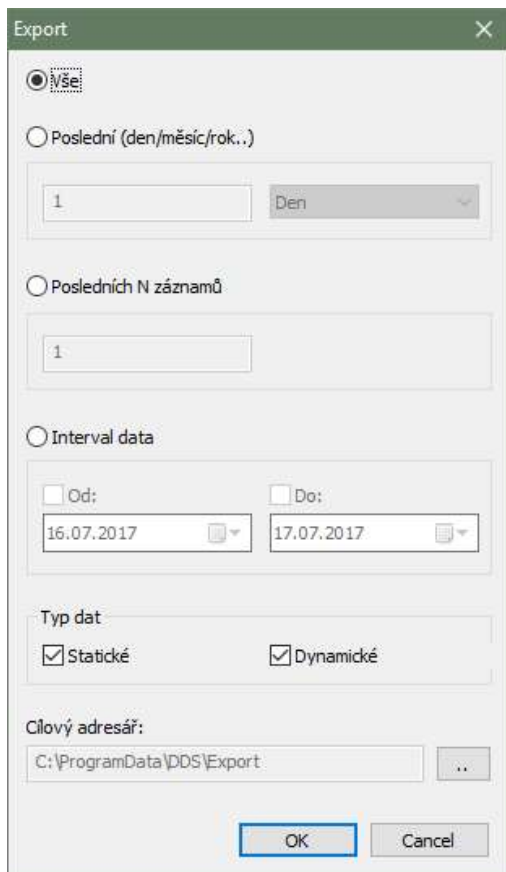 Export
Vše
Poslední (den/měsíc/rok..)
1 Den
Posledních N záznamů
1
Interval data
Od: Do:
16.07.2017 17.07.2017
Typ dat
Statické Dynamické
Cílový adresář:
C:\ProgramData\DDS\Export ..
OK Cancel